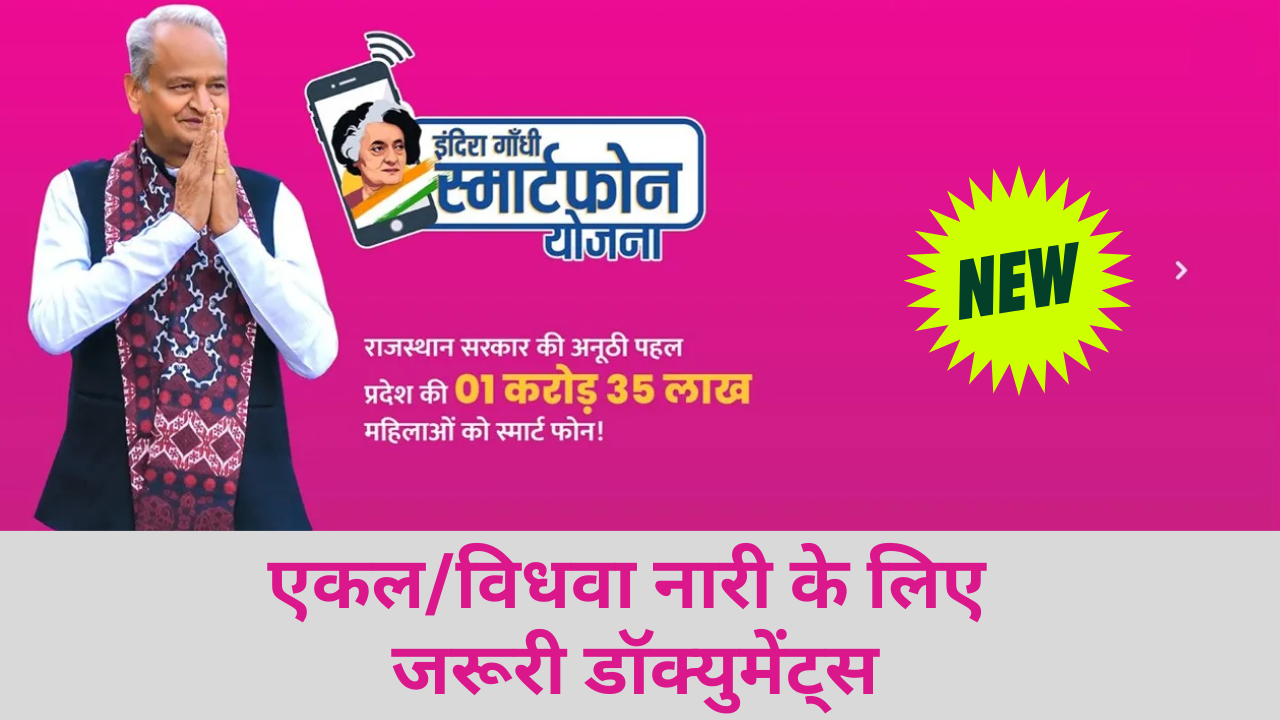 इंदिरा गाँधी
स्मार्टफोन
योजना
NEW
राजस्थान सरकार की अनूठी पहल
प्रदेश की 01 करोड़ 35 लाख
महिलाओं को स्मार्ट फोन!
एकल/विधवा नारी के लिए
जरूरी डॉक्युमेंट्स